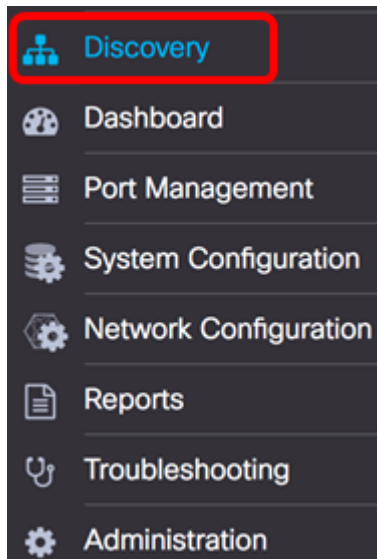 Discovery
Dashboard
Port Management
System Configuration
Network Configuration
Reports
Troubleshooting
Administration